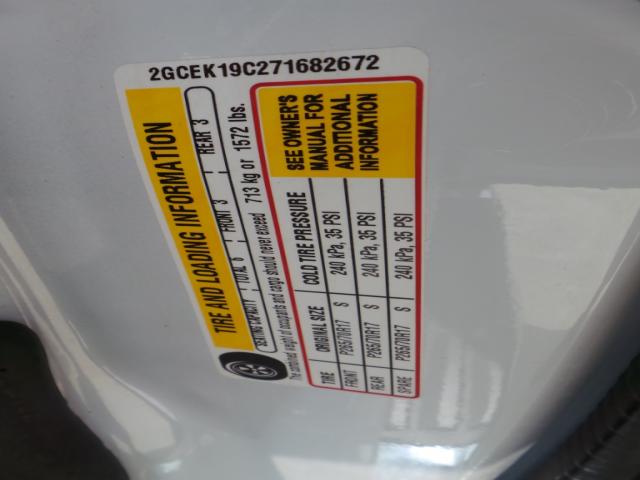 2GCEK19C271682672
TIRE AND LOADING INFORMATION
SEATING CAPACITY TOTAL 6 FRONT 3 REAR 3
The combined weight of occupants and cargo should never exceed 713 kg or 1572 lbs.
TIRE ORIGINAL SIZE COLD TIRE PRESSURE
FRONT P265/70R17 S 240 kPa, 35 PSI
REAR P265/70R17 S 240 kPa, 35 PSI
SPARE P265/70R17 S 240 kPa, 35 PSI
SEE OWNER'S
MANUAL FOR
ADDITIONAL
INFORMATION